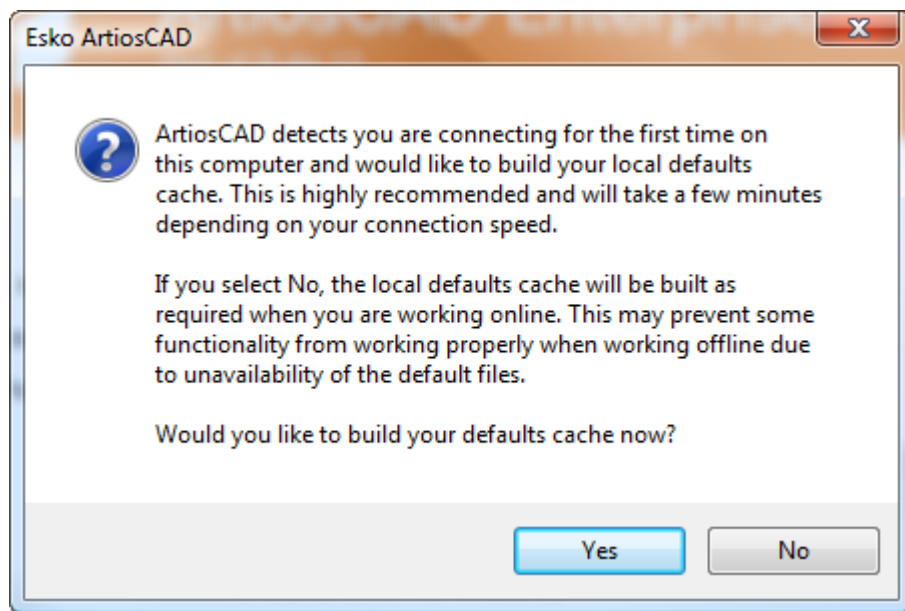 ArtiosCAD Enterprise
Esko ArtiosCAD
ArtiosCAD detects you are connecting for the first time on
this computer and would like to build your local defaults
cache. This is highly recommended and will take a few minutes
depending on your connection speed.
If you select No, the local defaults cache will be built as
required when you are working online. This may prevent some
functionality from working properly when working offline due
to unavailability of the default files.
Would you like to build your defaults cache now?
Yes
No